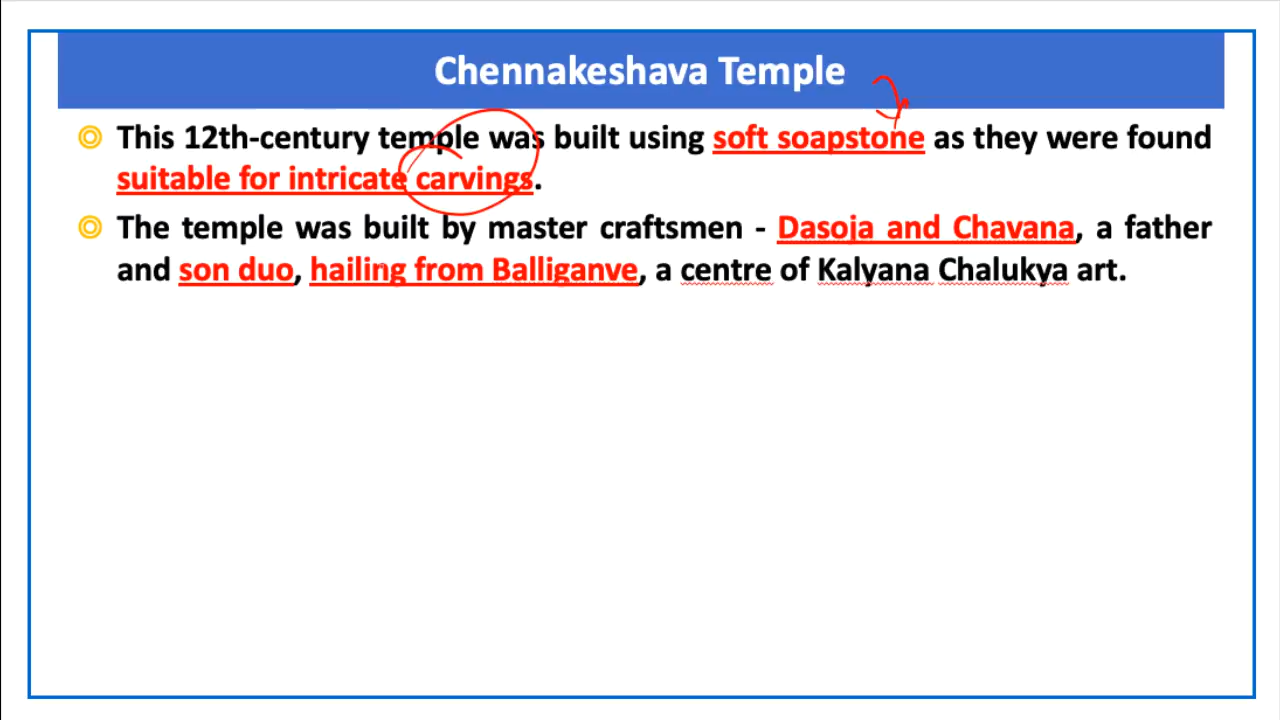 Chennakeshava Temple
This 12th-century temple was built using soft soapstone as they were found
suitable for intricate carvings.
The temple was built by master craftsmen - Dasoja and Chavana, a father
and son duo, hailing from Balliganve, a centre of Kalyana Chalukya art.